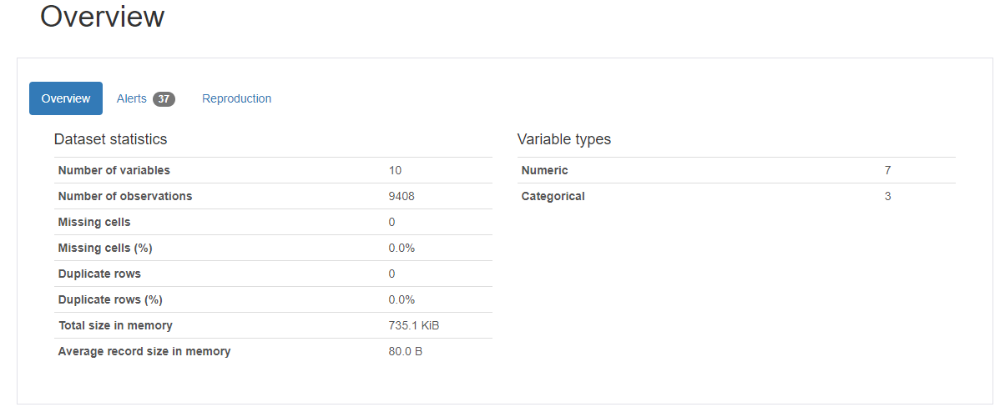 Overview
Overview Alerts 37 Reproduction
Dataset statistics
Number of variables 10
Number of observations 9408
Missing cells 0
Missing cells (%) 0.0%
Duplicate rows 0
Duplicate rows (%) 0.0%
Total size in memory 735.1 KiB
Average record size in memory 80.0 B
Variable types
Numeric 7
Categorical 3